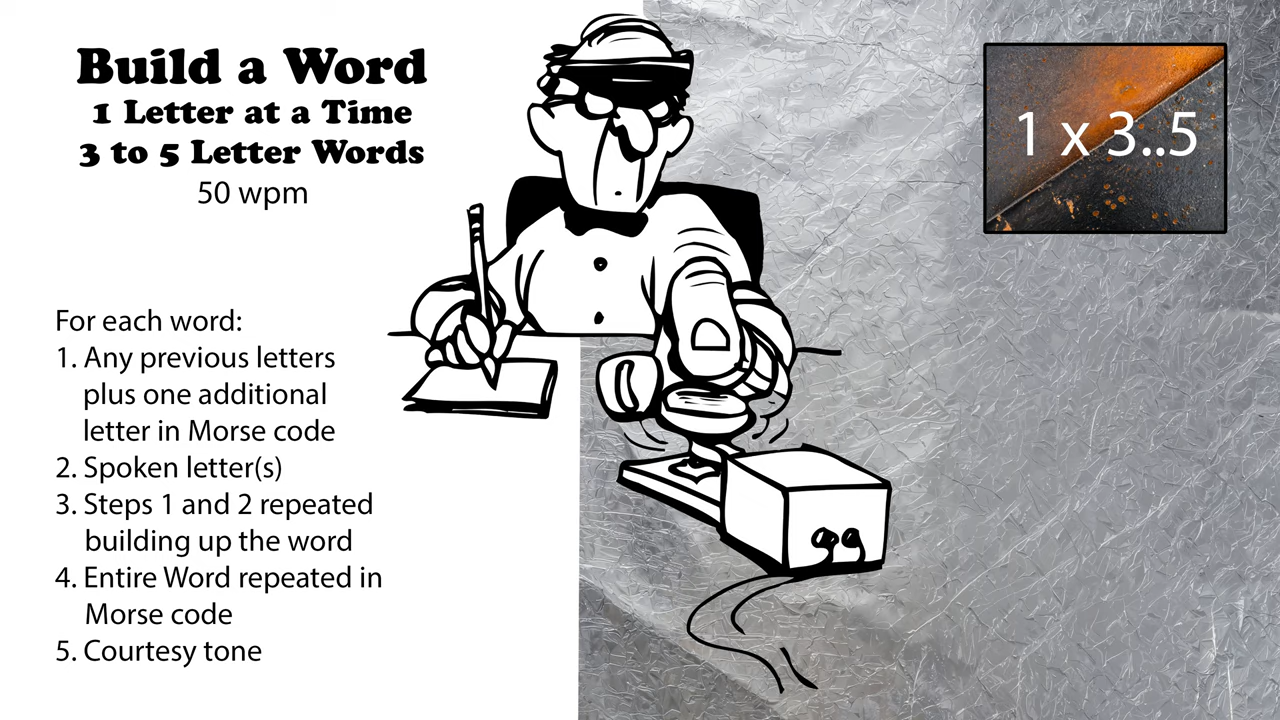 Build a Word
1 Letter at a Time
3 to 5 Letter Words
50 wpm
1 x 3..5
For each word:
1. Any previous letters
plus one additional
letter in Morse code
2. Spoken letter(s)
3. Steps 1 and 2 repeated
building up the word
4. Entire Word repeated in
Morse code
5. Courtesy tone